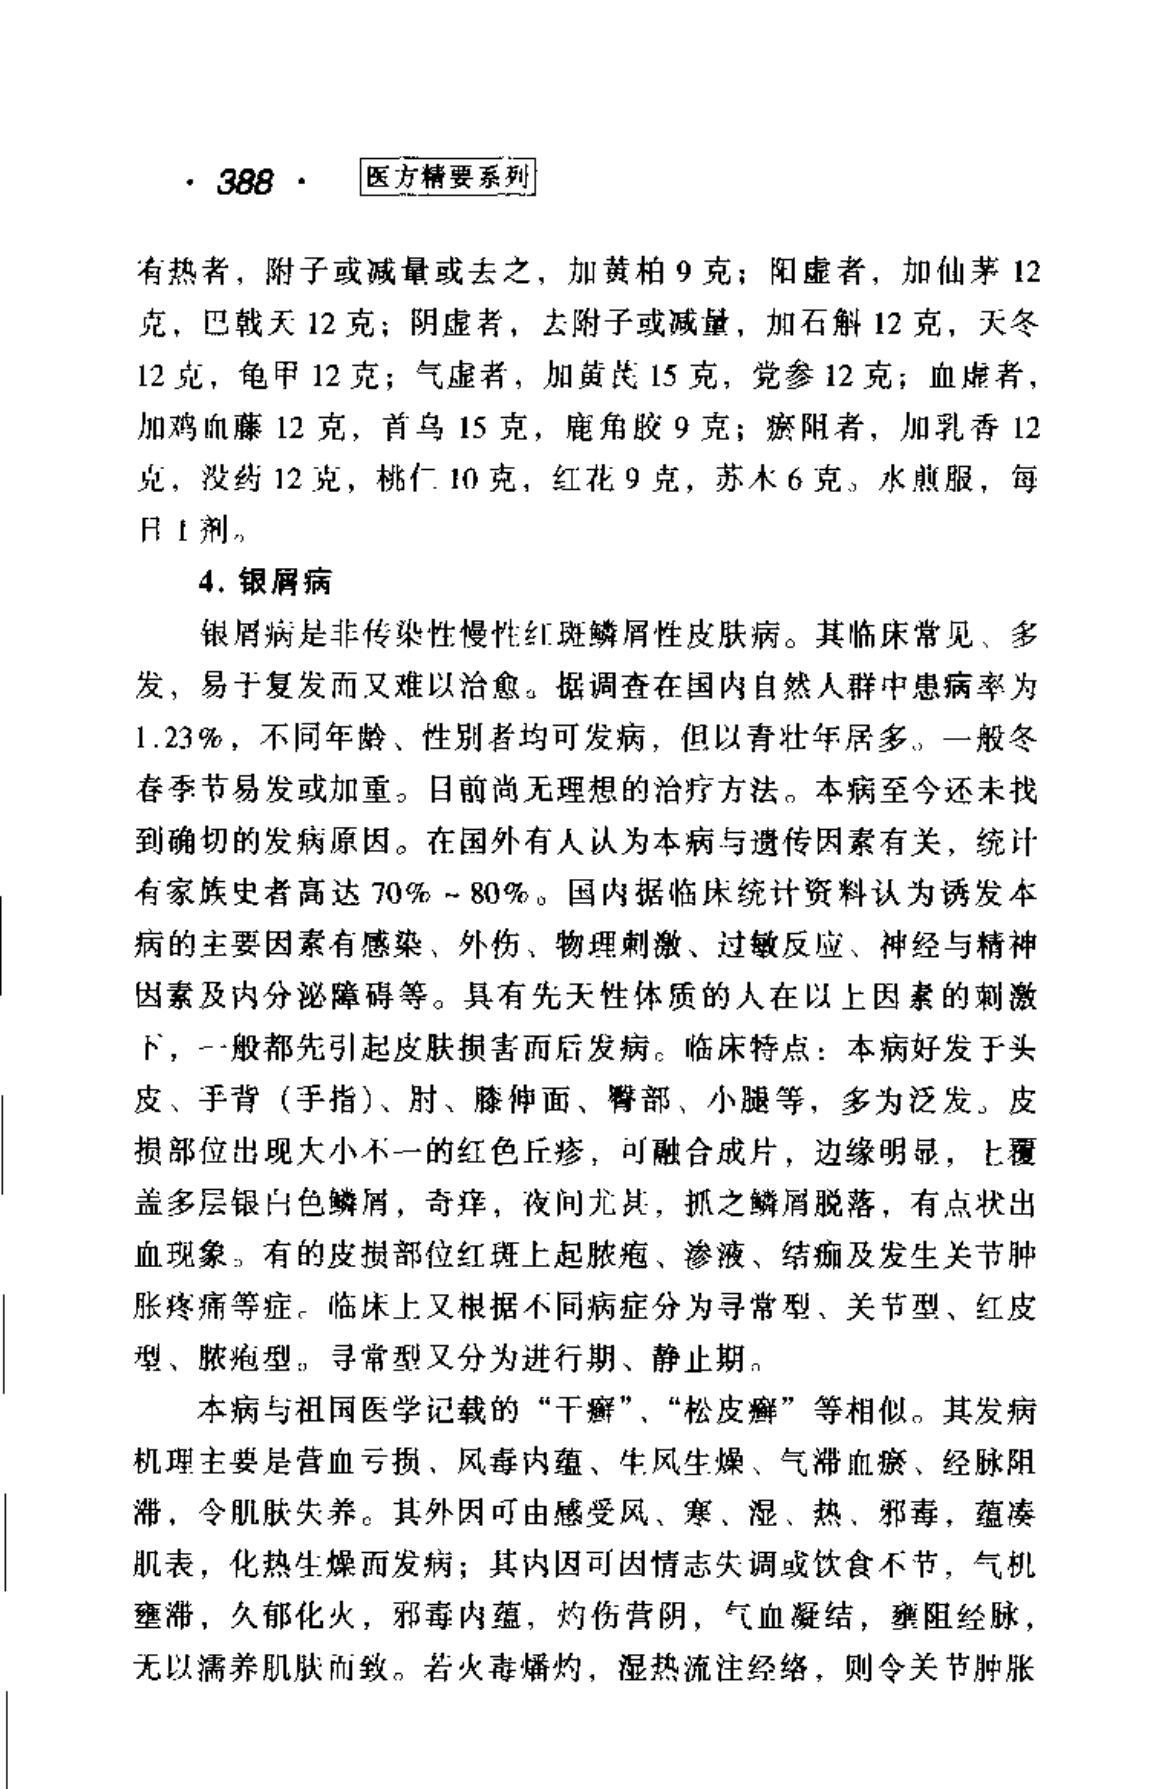 · 388 · 医方精要系列
有热者，附子或减量或去之，加黄柏 9 克；阳虚者，加仙茅 12
克，巴戟天 12 克；阴虚者，去附子或减量，加石斛 12 克，天冬
12 克，龟甲 12 克；气虚者，加黄芪 15 克，党参 12 克；血虚者，
加鸡血藤 12 克，首乌 15 克，鹿角胶 9 克；瘀阻者，加乳香 12
克，没药 12 克，桃仁 10 克，红花 9 克，苏木 6 克。水煎服，每
日 1 剂。
4. 银屑病
银屑病是非传染性慢性红斑鳞屑性皮肤病。其临床常见、多
发，易于复发而又难以治愈。据调查在国内自然人群中患病率为
1.23%，不同年龄、性别者均可发病，但以青壮年居多。一般冬
春季节易发或加重。目前尚无理想的治疗方法。本病至今还未找
到确切的发病原因。在国外有人认为本病与遗传因素有关，统计
有家族史者高达 70% ~ 80%。国内据临床统计资料认为诱发本
病的主要因素有感染、外伤、物理刺激、过敏反应、神经与精神
因素及内分泌障碍等。具有先天性体质的人在以上因素的刺激
下，一般都先引起皮肤损害而后发病。临床特点：本病好发于头
皮、手背（手指）、肘、膝伸面、臀部、小腿等，多为泛发。皮
损部位出现大小不一的红色丘疹，可融合成片，边缘明显，上覆
盖多层银白色鳞屑，奇痒，夜间尤甚，抓之鳞屑脱落，有点状出
血现象。有的皮损部位红斑上起脓疱、渗液、结痂及发生关节肿
胀疼痛等症。临床上又根据不同病症分为寻常型、关节型、红皮
型、脓疱型。寻常型又分为进行期、静止期。
本病与祖国医学记载的“干癣”、“松皮癣”等相似。其发病
机理主要是营血亏损、风毒内蕴、生风生燥、气滞血瘀、经脉阻
滞，令肌肤失养。其外因可由感受风、寒、湿、热、邪毒，蕴凑
肌表，化热生燥而发病；其内因可因情志失调或饮食不节，气机
壅滞，久郁化火，邪毒内蕴，灼伤营阴，气血凝结，壅阻经脉，
无以濡养肌肤而致。若火毒燔灼，湿热流注经络，则令关节肿胀